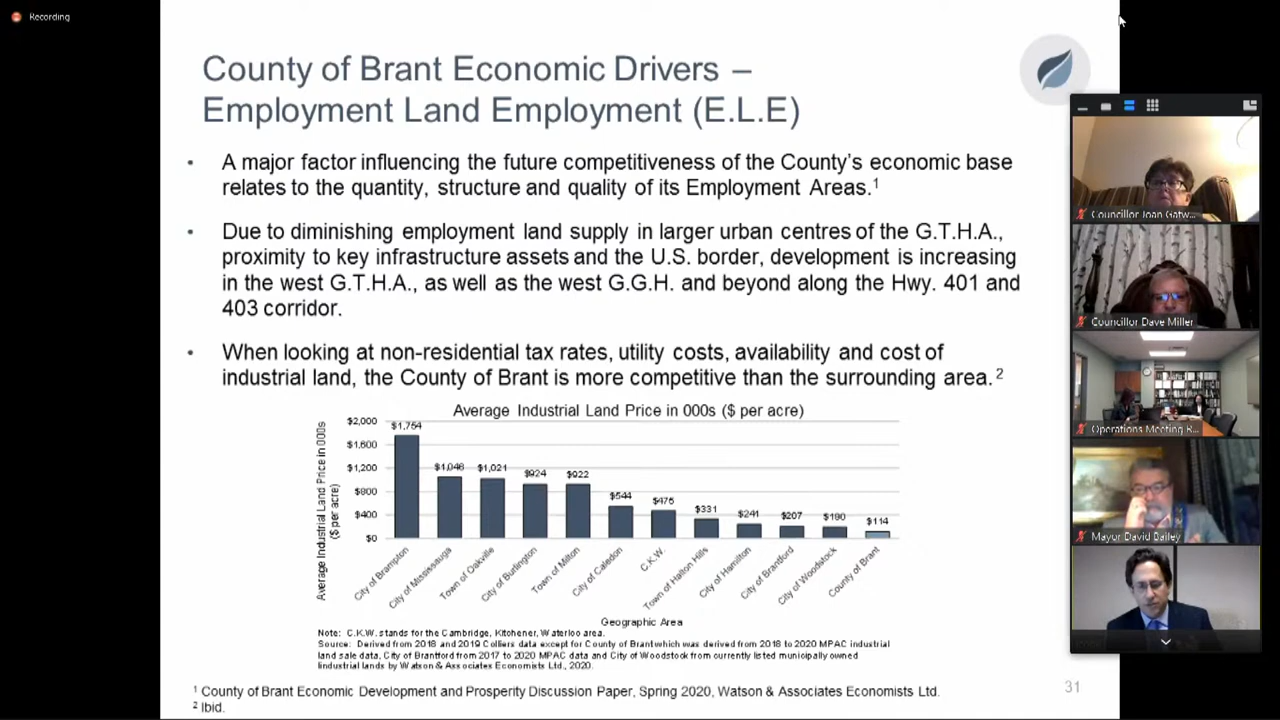 Recording
County of Brant Economic Drivers –
Employment Land Employment (E.L.E)
• A major factor influencing the future competitiveness of the County's economic base
relates to the quantity, structure and quality of its Employment Areas.1
• Due to diminishing employment land supply in larger urban centres of the G.T.H.A.,
proximity to key infrastructure assets and the U.S. border, development is increasing
in the west G.T.H.A., as well as the west G.G.H. and beyond along the Hwy. 401 and
403 corridor.
• When looking at non-residential tax rates, utility costs, availability and cost of
industrial land, the County of Brant is more competitive than the surrounding area.2
Average Industrial Land Price in 000s ($ per acre)
Average Industrial Land Price in 000s
($ per acre)
$2,000
$1,600
$1,200
$800
$400
$0
$1,754
$1,046
$1,021
$924
$922
$544
$476
$331
$241
$207
$190
$114
City of Brampton
City of Mississauga
Town of Oakville
City of Burlington
Town of Milton
City of Caledon
C.K.W.
Town of Halton Hills
City of Hamilton
City of Brantford
City of Woodstock
County of Brant
Geographic Area
Note: C.K.W. stands for the Cambridge, Kitchener, Waterloo area.
Source: Derived from 2018 and 2019 Colliers data except for County of Brant which was derived from 2018 to 2020 MPAC industrial
land sale data, City of Brantford from 2017 to 2020 MPAC data and City of Woodstock from currently listed municipally owned
lindustrial lands by Watson & Associates Economists Ltd., 2020.
1 County of Brant Economic Development and Prosperity Discussion Paper, Spring 2020, Watson & Associates Economists Ltd.
2 Ibid.
31
Councillor Joan Gatw...
Councillor Dave Miller
Operations Meeting R...
Mayor David Bailey